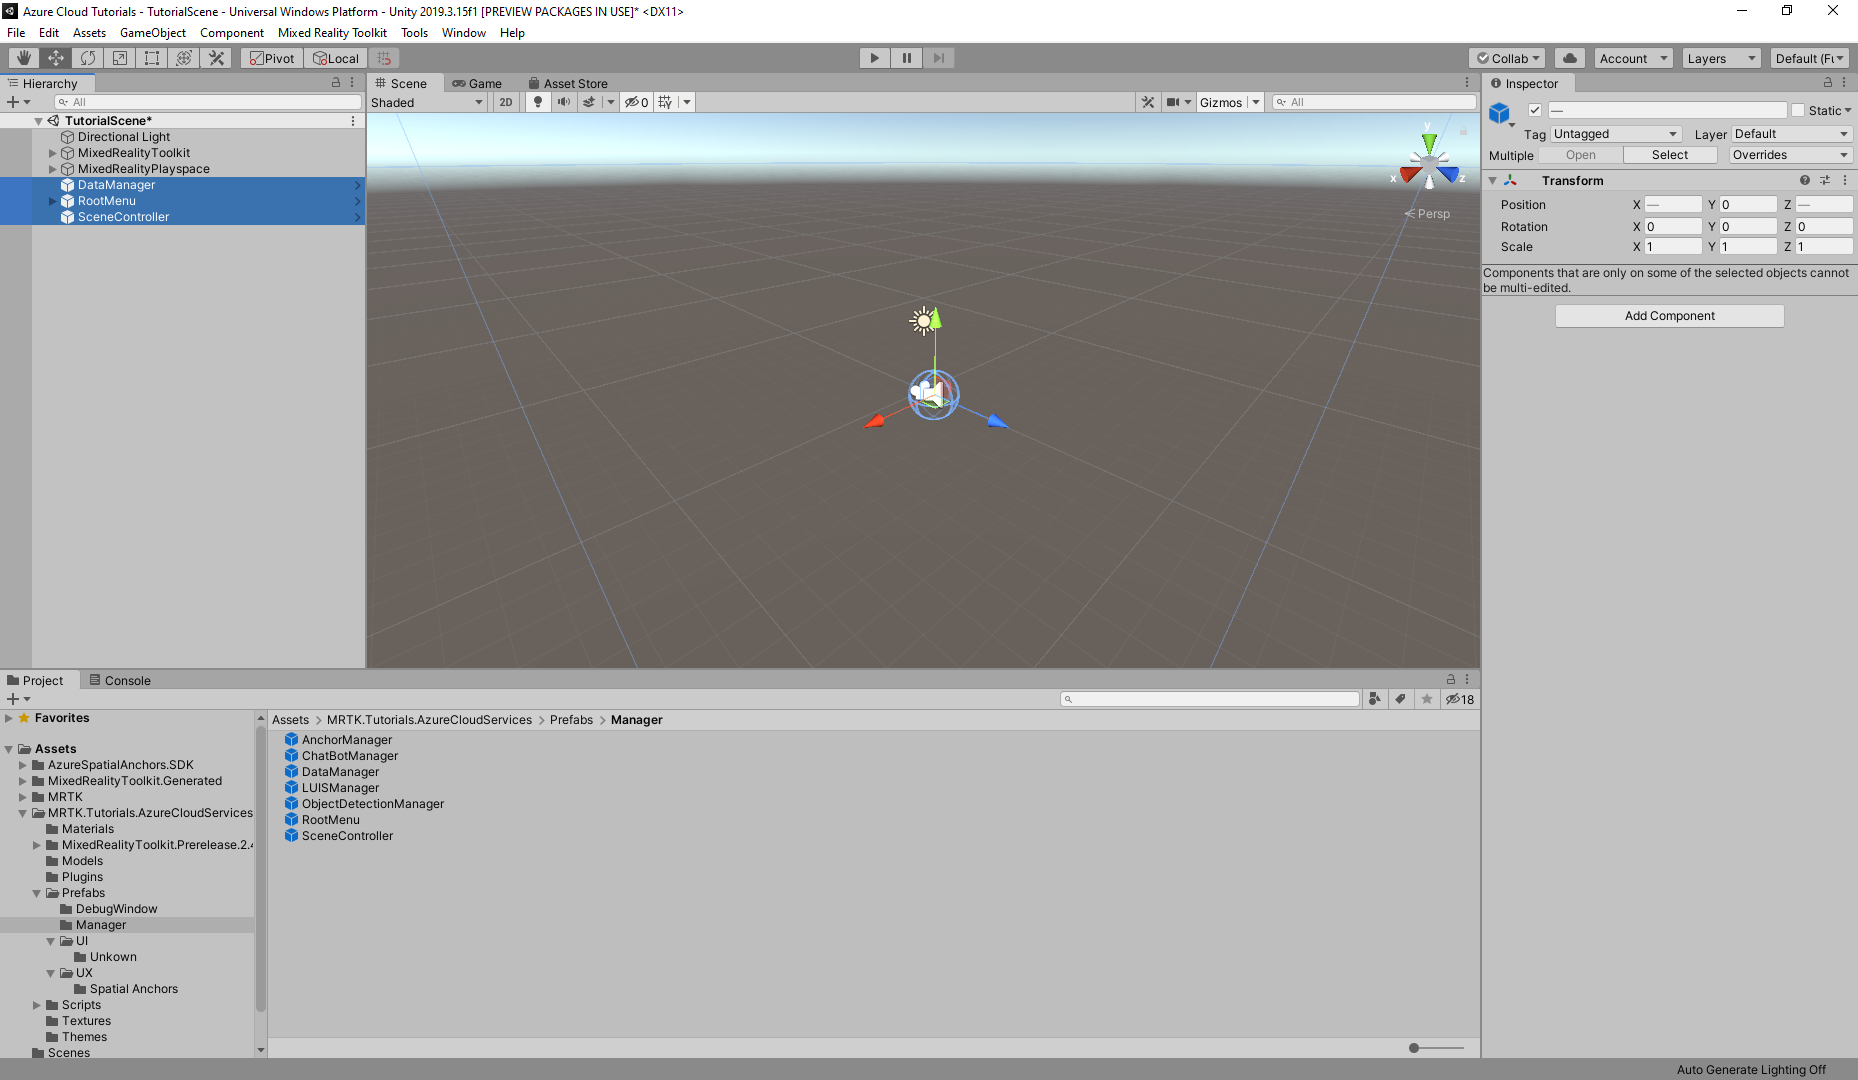 Azure Cloud Tutorials - TutorialScene - Universal Windows Platform - Unity 2019.3.15f1 [PREVIEW PACKAGES IN USE]* <DX11>
File Edit Assets GameObject Component Mixed Reality Toolkit Tools Window Help
Pivot Local Collab Account Layers Default (Fu
Hierarchy
All
TutorialScene*
Directional Light
MixedRealityToolkit
MixedRealityPlayspace
DataManager
RootMenu
SceneController
Scene Game Asset Store
Shaded 2D 0 Gizmos All
y
x z
Persp
Inspector
— Static
Tag Untagged Layer Default
Multiple Open Select Overrides
Transform
Position X — Y 0 Z —
Rotation X 0 Y 0 Z 0
Scale X 1 Y 1 Z 1
Components that are only on some of the selected objects cannot
be multi-edited.
Add Component
Project Console
18
Favorites
Assets
AzureSpatialAnchors.SDK
MixedRealityToolkit.Generated
MRTK
MRTK.Tutorials.AzureCloudServices
Materials
MixedRealityToolkit.Prerelease.2.4
Models
Plugins
Prefabs
DebugWindow
Manager
UI
Unkown
UX
Spatial Anchors
Scripts
Textures
Themes
Scenes
Assets > MRTK.Tutorials.AzureCloudServices > Prefabs > Manager
AnchorManager
ChatBotManager
DataManager
LUISManager
ObjectDetectionManager
RootMenu
SceneController
Auto Generate Lighting Off